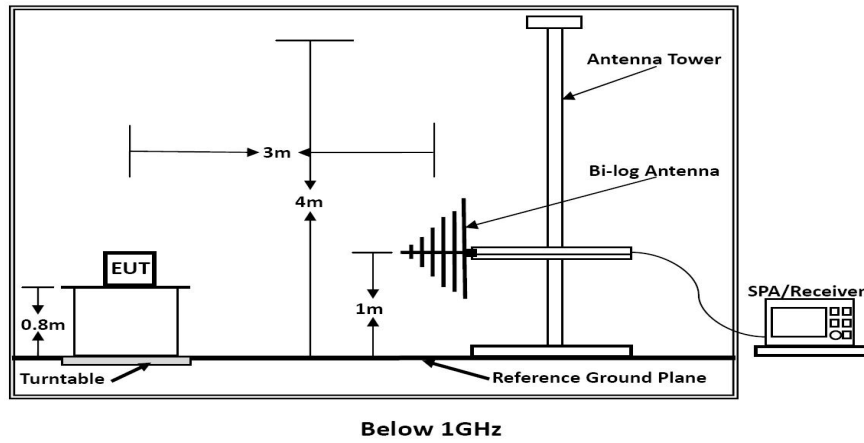 Antenna Tower
3m
Bi-log Antenna
4m
EUT
SPA/Receiver
0.8m
1m
Turntable
Reference Ground Plane
Below 1GHz